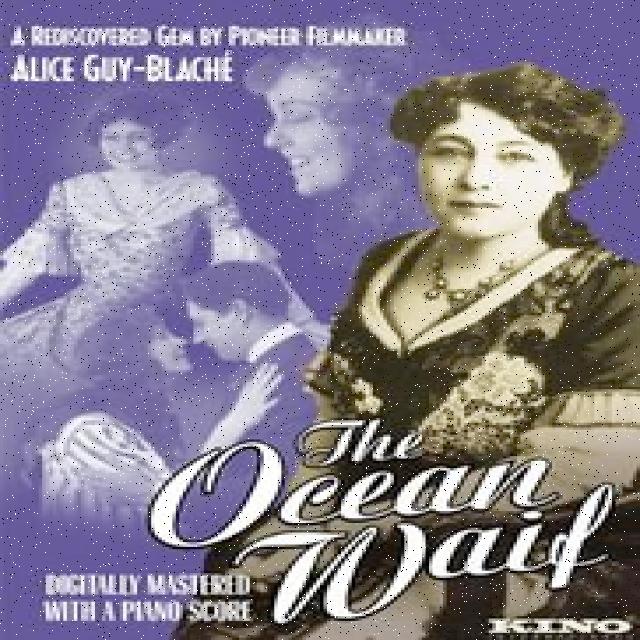 A Rediscovered Gem by Pioneer Filmmaker
Alice Guy-Blaché
The
Ocean
Waif
DIGITALLY MASTERED
WITH A PIANO SCORE
KINO